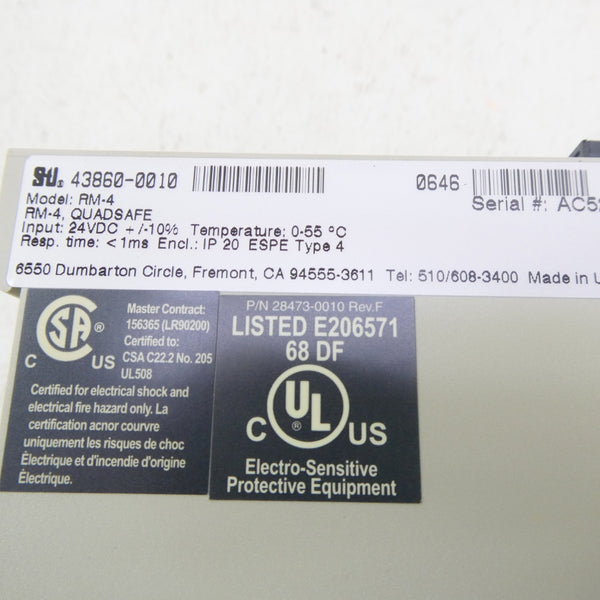 STI® 43860-0010 0646
Model: RM-4 Serial #: AC52
RM-4, QUADSAFE
Input: 24VDC +/-10% Temperature: 0-55 °C
Resp. time: <1ms Encl.: IP 20 ESPE Type 4
6550 Dumbarton Circle, Fremont, CA 94555-3611 Tel: 510/608-3400 Made in U
CSA ®
C US
Master Contract:
156365 (LR90200)
Certified to:
CSA C22.2 No. 205
UL508
Certified for electrical shock and
electrical fire hazard only. La
certification acnor courvre
uniquement les risques de choc
Électrique et d'incendie d'origine
Électrique.
P/N 28473-0010 Rev.F
LISTED E206571
68 DF
C UL ® US
Electro-Sensitive
Protective Equipment